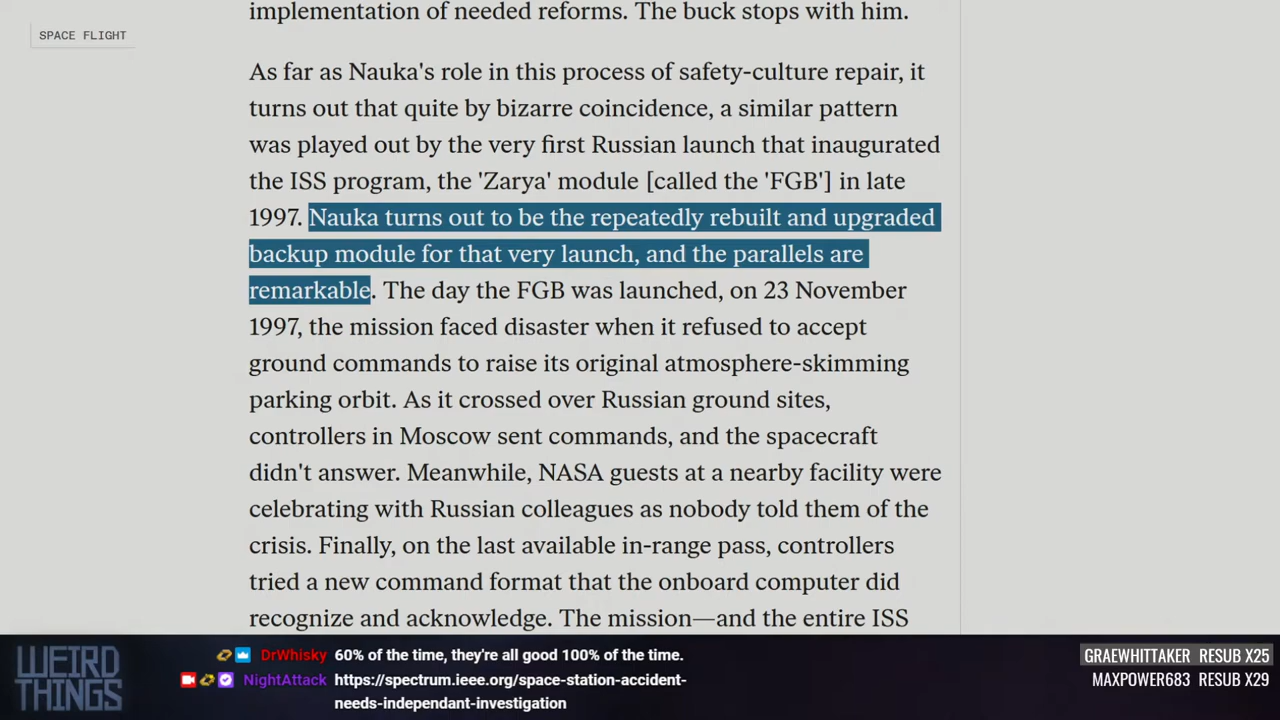 implementation of needed reforms. The buck stops with him.
SPACE FLIGHT
As far as Nauka's role in this process of safety-culture repair, it
turns out that quite by bizarre coincidence, a similar pattern
was played out by the very first Russian launch that inaugurated
the ISS program, the 'Zarya' module [called the 'FGB'] in late
1997. Nauka turns out to be the repeatedly rebuilt and upgraded
backup module for that very launch, and the parallels are
remarkable. The day the FGB was launched, on 23 November
1997, the mission faced disaster when it refused to accept
ground commands to raise its original atmosphere-skimming
parking orbit. As it crossed over Russian ground sites,
controllers in Moscow sent commands, and the spacecraft
didn't answer. Meanwhile, NASA guests at a nearby facility were
celebrating with Russian colleagues as nobody told them of the
crisis. Finally, on the last available in-range pass, controllers
tried a new command format that the onboard computer did
recognize and acknowledge. The mission—and the entire ISS
WEIRD
THINGS
DrWhisky 60% of the time, they're all good 100% of the time.
NightAttack https://spectrum.ieee.org/space-station-accident-
needs-independant-investigation
GRAEWHITTAKER RESUB X25
MAXPOWER683 RESUB X29